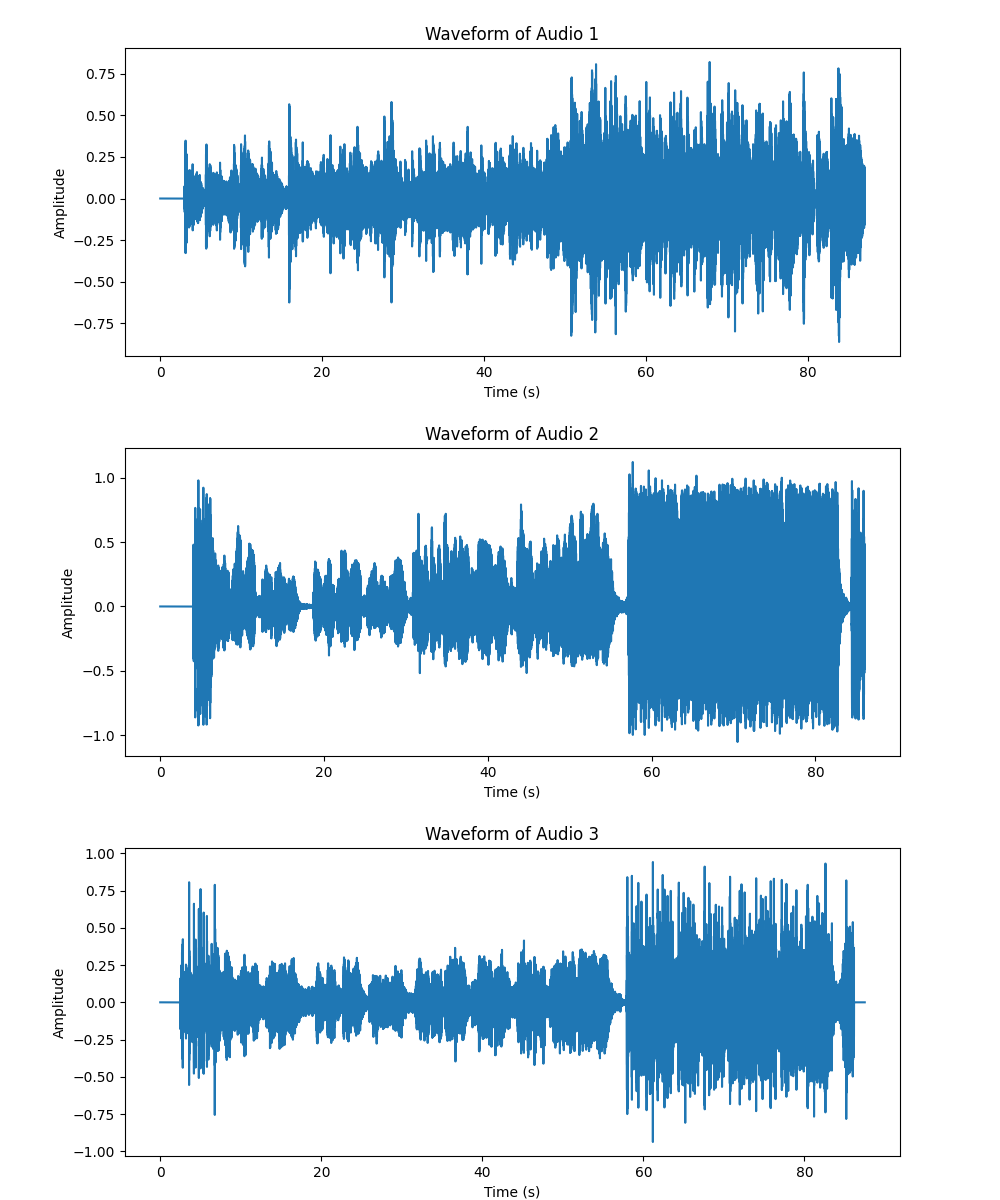 Waveform of Audio 1
0.75
0.50
0.25
0.00
−0.25
−0.50
−0.75
Amplitude
0 20 40 60 80
Time (s)
Waveform of Audio 2
1.0
0.5
0.0
−0.5
−1.0
Amplitude
0 20 40 60 80
Time (s)
Waveform of Audio 3
1.00
0.75
0.50
0.25
0.00
−0.25
−0.50
−0.75
−1.00
Amplitude
0 20 40 60 80
Time (s)